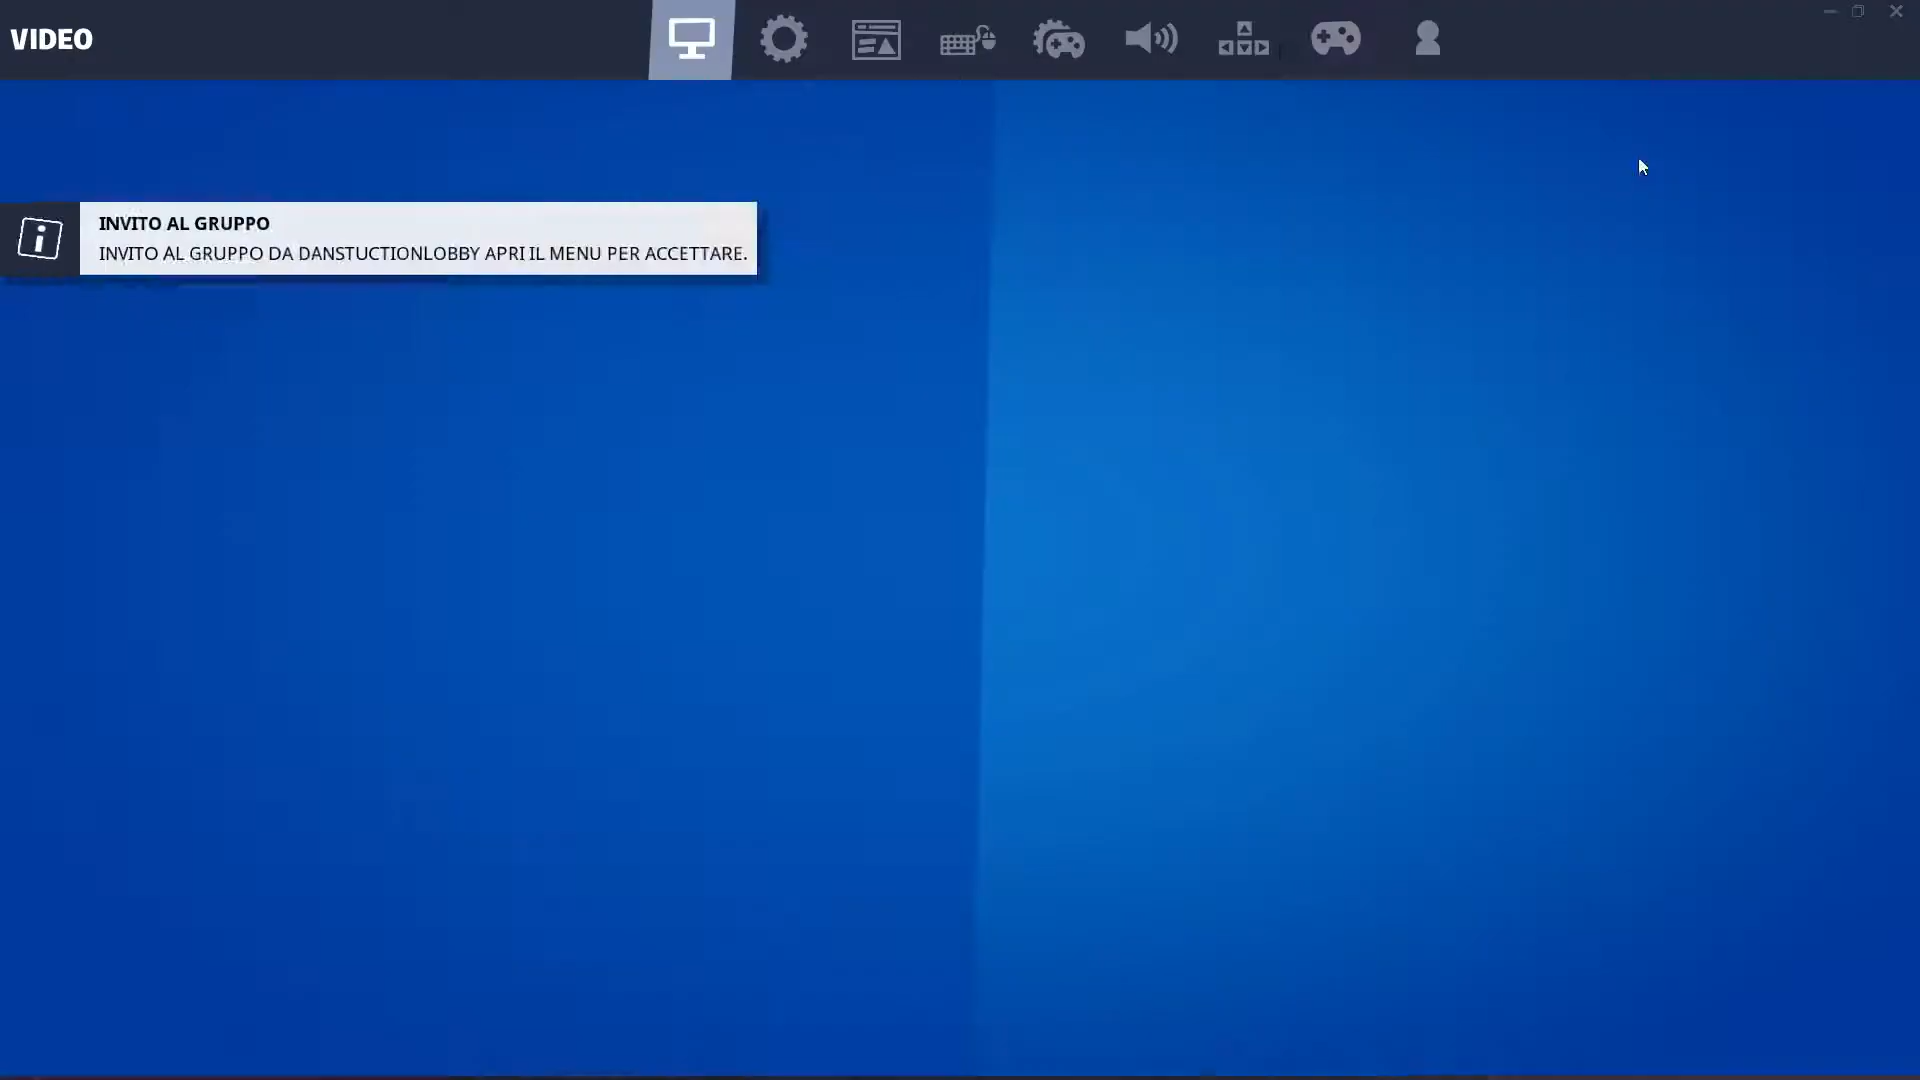 VIDEO
INVITO AL GRUPPO
INVITO AL GRUPPO DA DANSTUCTIONLOBBY APRI IL MENU PER ACCETTARE.